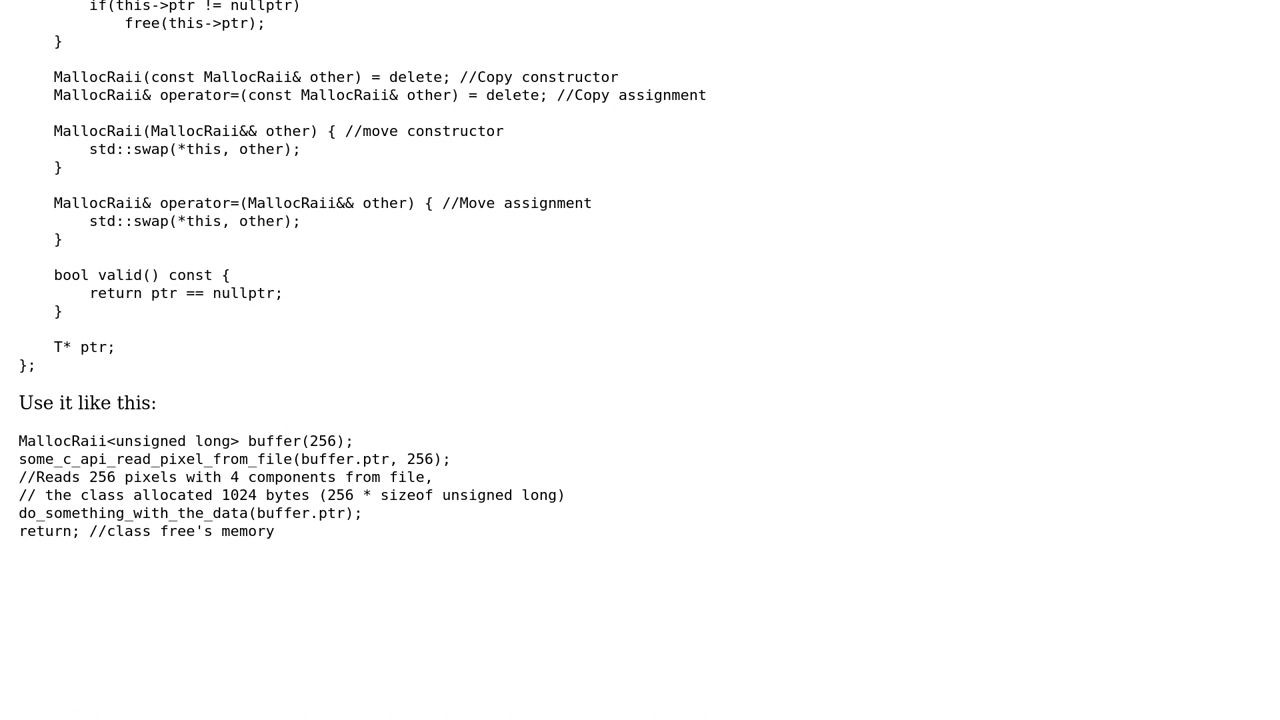 if(this->ptr != nullptr)
free(this->ptr);
}
MallocRaii(const MallocRaii& other) = delete; //Copy constructor
MallocRaii& operator=(const MallocRaii& other) = delete; //Copy assignment
MallocRaii(MallocRaii&& other) { //move constructor
std::swap(*this, other);
}
MallocRaii& operator=(MallocRaii&& other) { //Move assignment
std::swap(*this, other);
}
bool valid() const {
return ptr == nullptr;
}
T* ptr;
};
Use it like this:
MallocRaii<unsigned long> buffer(256);
some_c_api_read_pixel_from_file(buffer.ptr, 256);
//Reads 256 pixels with 4 components from file,
// the class allocated 1024 bytes (256 * sizeof unsigned long)
do_something_with_the_data(buffer.ptr);
return; //class free's memory